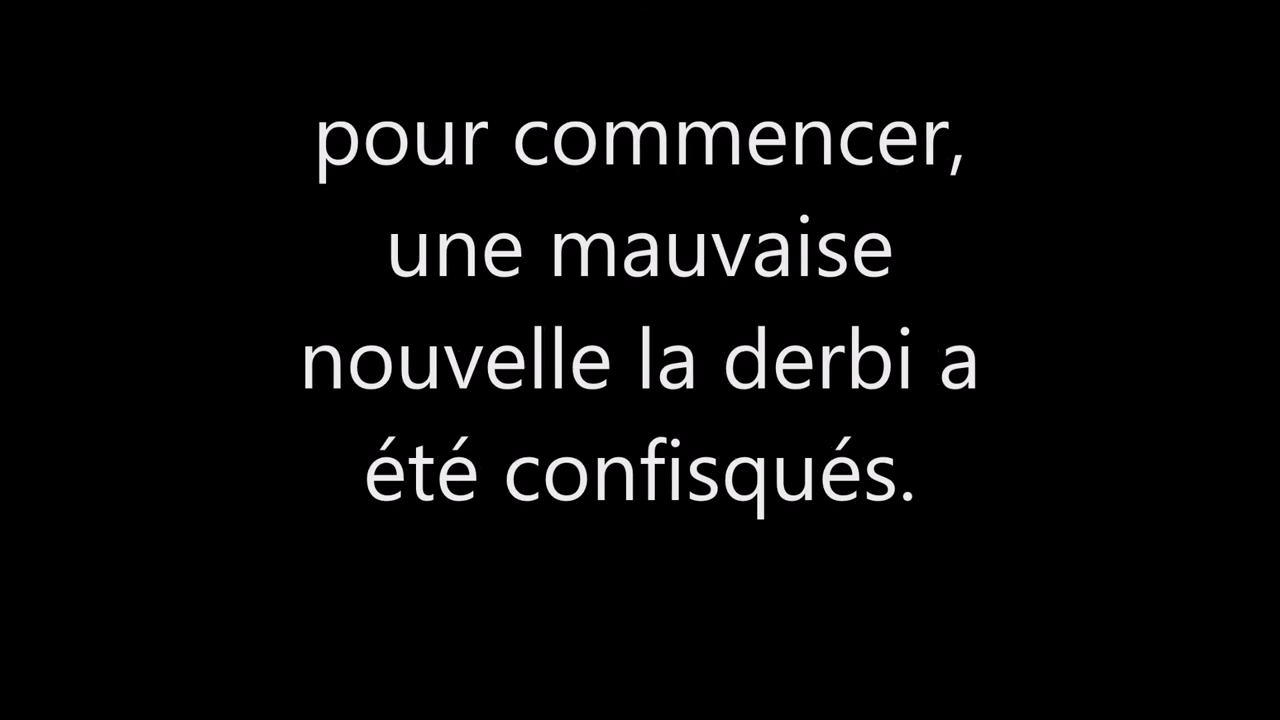 pour commencer,
une mauvaise
nouvelle la derbi a
été confisqués.